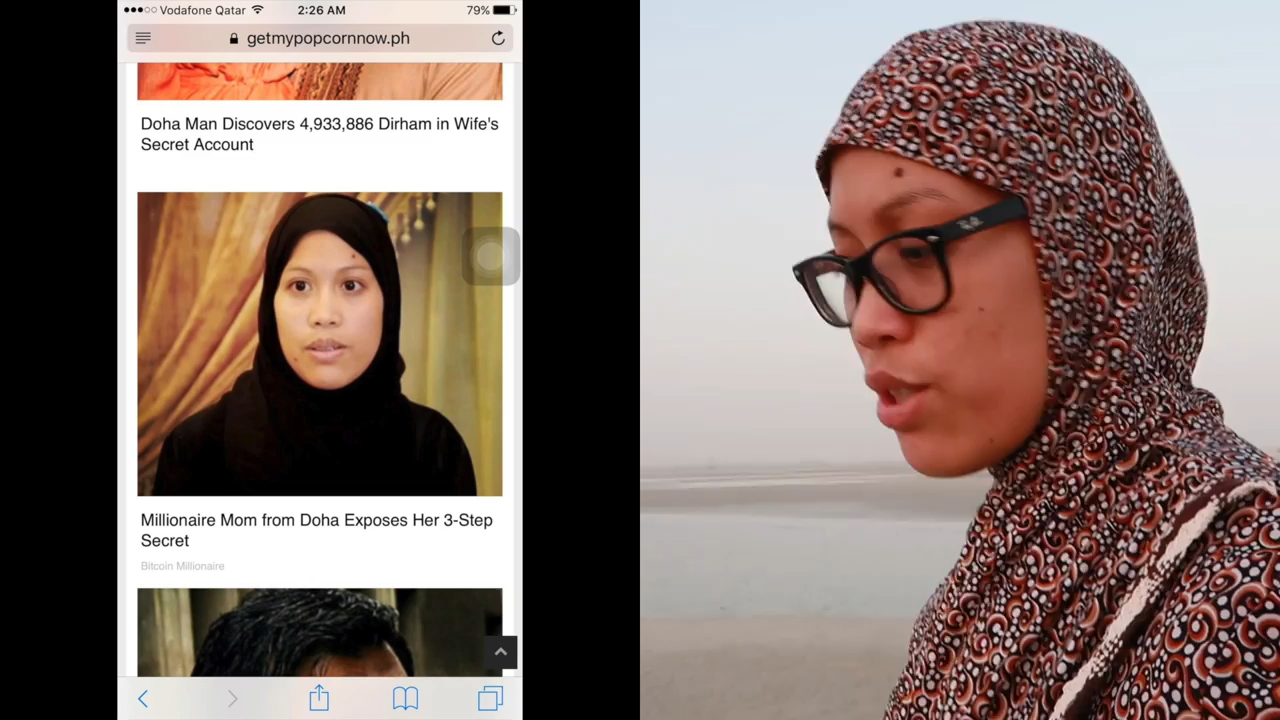 Vodafone Qatar 2:26 AM 79%
getmypopcornnow.ph
Doha Man Discovers 4,933,886 Dirham in Wife's
Secret Account
Millionaire Mom from Doha Exposes Her 3-Step
Secret
Bitcoin Millionaire